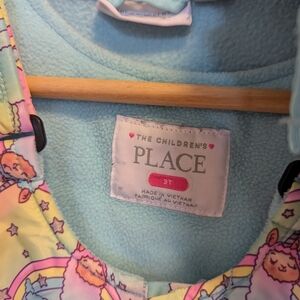 THE CHILDREN'S
PLACE
3T
MADE IN VIETNAM
FABRIQUÉ AU VIETNAM